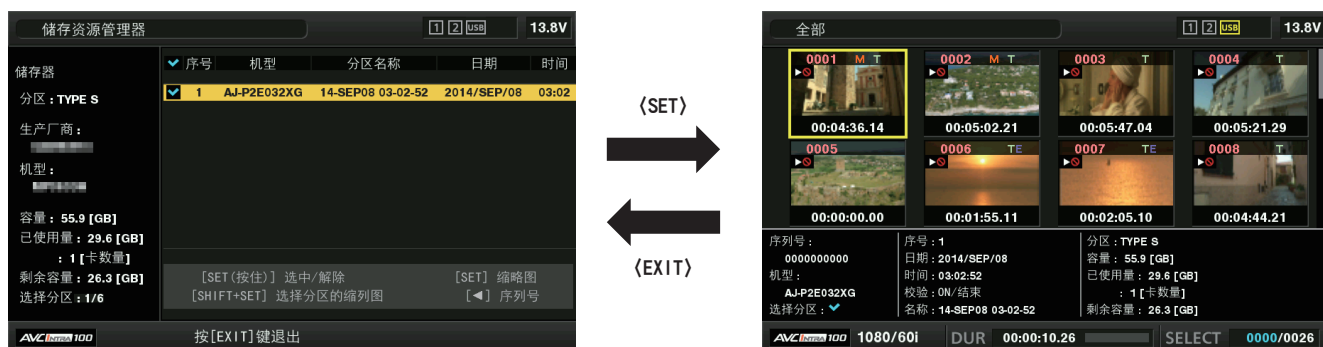 储存资源管理器
1 2 USB 13.8V
储存器
分区：TYPE S
生产厂商：
机型：
容量：55.9 [GB]
已使用量：29.6 [GB]
：1 [卡数量]
剩余容量：26.3 [GB]
选择分区：1/6
序号 机型 分区名称 日期 时间
1 AJ-P2E032XG 14-SEP08 03-02-52 2014/SEP/08 03:02
[SET(按住)] 选中/解除 [SET] 缩略图
[SHIFT+SET] 选择分区的缩列图 [◀] 序列号
AVC Intra 100 按[EXIT]键退出
〈SET〉
〈EXIT〉
全部
1 2 USB 13.8V
0001 M T 0002 M T 0003 T 0004 T
00:04:36.14 00:05:02.21 00:05:47.04 00:05:21.29
0005 0006 TE 0007 TE 0008 T
00:00:00.00 00:01:55.11 00:02:05.10 00:04:44.21
序列号：
0000000000
机型：
AJ-P2E032XG
选择分区：✔
序号：1
日期：2014/SEP/08
时间：03:02:52
校验：ON/结束
名称：14-SEP08 03-02-52
分区：TYPE S
容量：55.9 [GB]
已使用量：29.6 [GB]
：1 [卡数量]
剩余容量：26.3 [GB]
AVC Intra 100 1080/60i DUR 00:00:10.26 SELECT 0000/0026